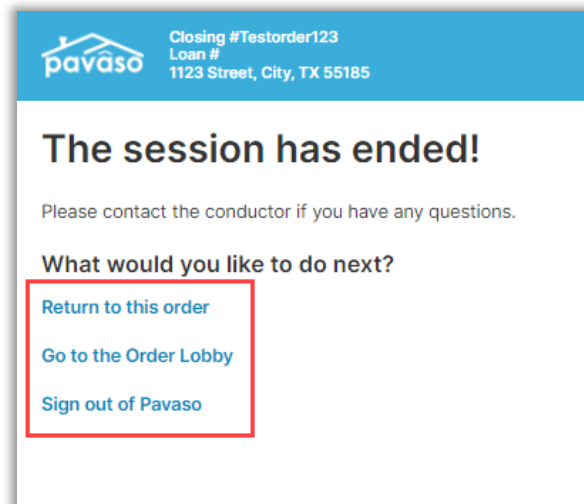 pavaso
Closing #Testorder123
Loan #
1123 Street, City, TX 55185
The session has ended!
Please contact the conductor if you have any questions.
What would you like to do next?
Return to this order
Go to the Order Lobby
Sign out of Pavaso